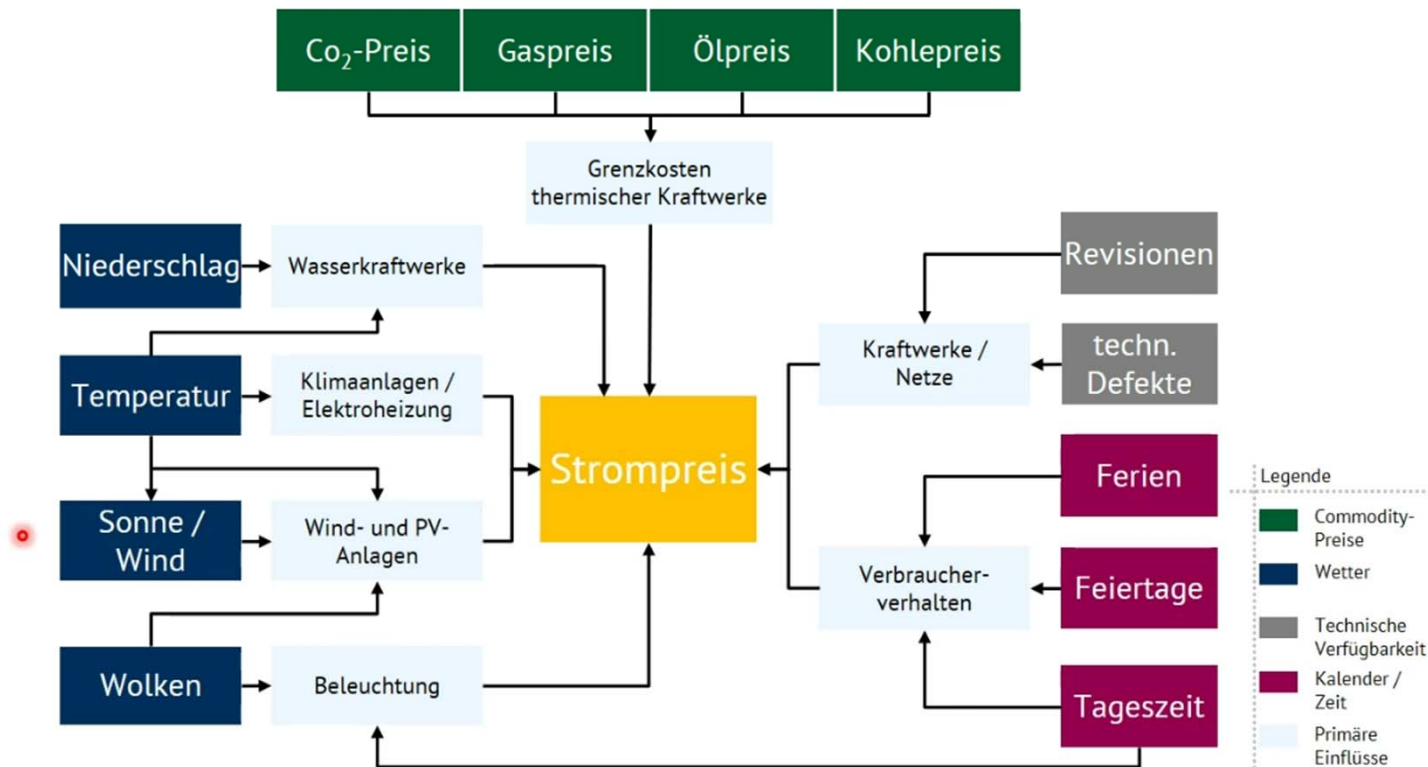 Co₂-Preis
Gaspreis
Ölpreis
Kohlepreis
Grenzkosten
thermischer Kraftwerke
Niederschlag
Wasserkraftwerke
Revisionen
Temperatur
Klimaanlagen /
Elektroheizung
Kraftwerke /
Netze
techn.
Defekte
Strompreis
Sonne /
Wind
Wind- und PV-
Anlagen
Ferien
Verbraucher-
verhalten
Feiertage
Wolken
Beleuchtung
Tageszeit
Legende
Commodity-
Preise
Wetter
Technische
Verfügbarkeit
Kalender /
Zeit
Primäre
Einflüsse